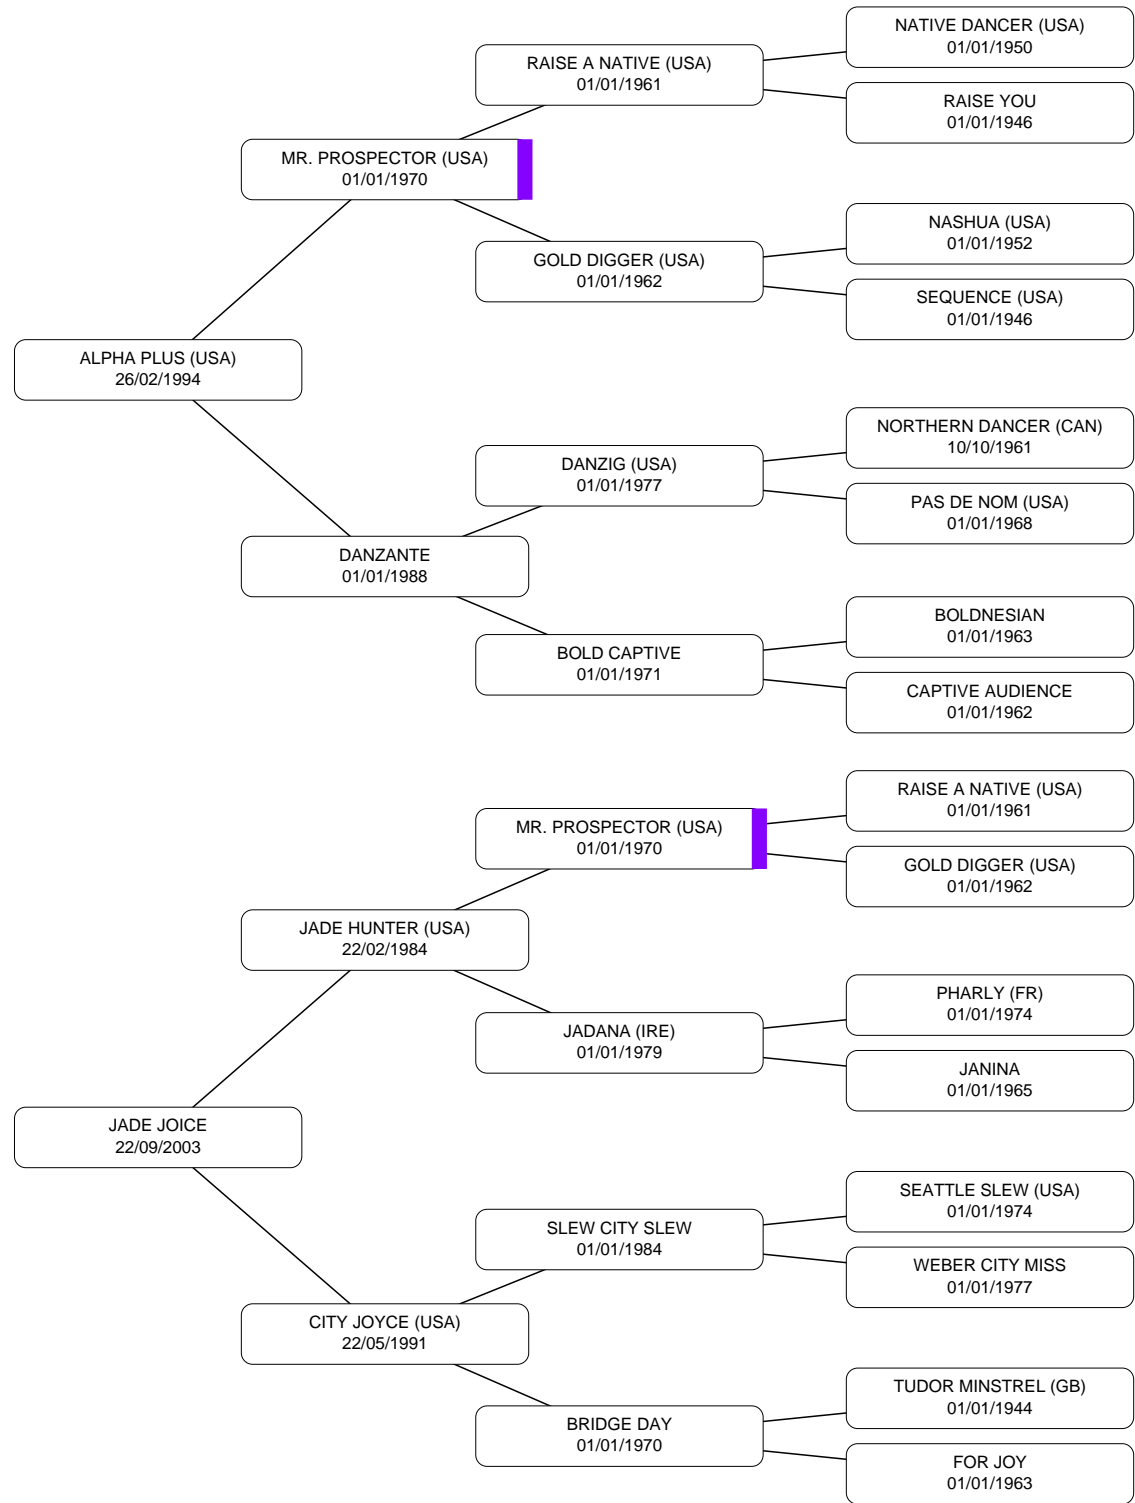 NATIVE DANCER (USA)
01/01/1950
RAISE A NATIVE (USA)
01/01/1961
RAISE YOU
01/01/1946
MR. PROSPECTOR (USA)
01/01/1970
NASHUA (USA)
01/01/1952
GOLD DIGGER (USA)
01/01/1962
SEQUENCE (USA)
01/01/1946
ALPHA PLUS (USA)
26/02/1994
NORTHERN DANCER (CAN)
10/10/1961
DANZIG (USA)
01/01/1977
PAS DE NOM (USA)
01/01/1968
DANZANTE
01/01/1988
BOLDNESIAN
01/01/1963
BOLD CAPTIVE
01/01/1971
CAPTIVE AUDIENCE
01/01/1962
RAISE A NATIVE (USA)
01/01/1961
MR. PROSPECTOR (USA)
01/01/1970
GOLD DIGGER (USA)
01/01/1962
JADE HUNTER (USA)
22/02/1984
PHARLY (FR)
01/01/1974
JADANA (IRE)
01/01/1979
JANINA
01/01/1965
JADE JOICE
22/09/2003
SEATTLE SLEW (USA)
01/01/1974
SLEW CITY SLEW
01/01/1984
WEBER CITY MISS
01/01/1977
CITY JOYCE (USA)
22/05/1991
TUDOR MINSTREL (GB)
01/01/1944
BRIDGE DAY
01/01/1970
FOR JOY
01/01/1963